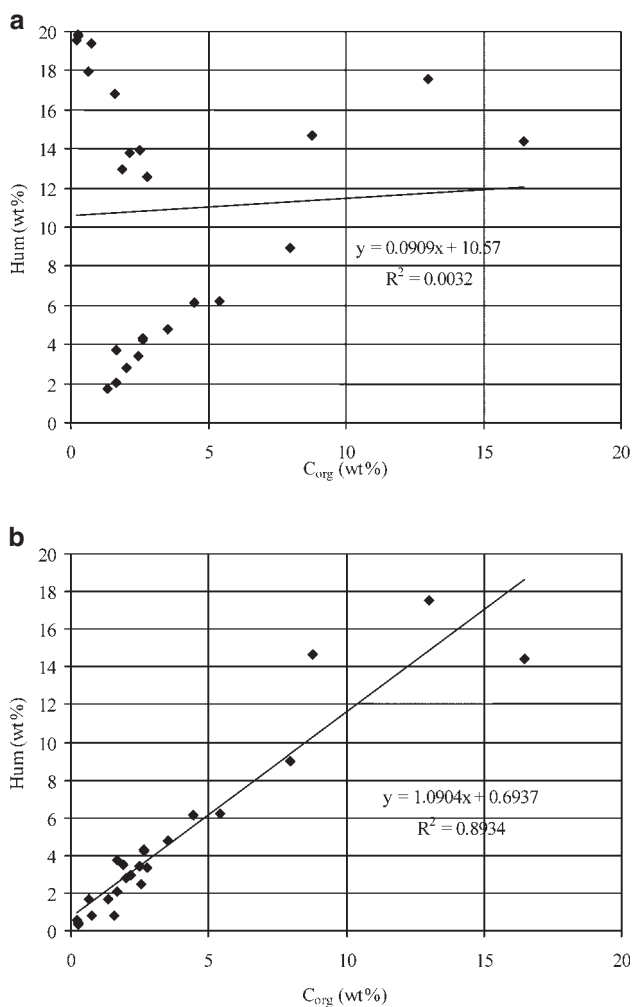 a
20
18
16
14
12
10
8
6
4
2
0
Hum (wt%)
y = 0.0909x + 10.57
R² = 0.0032
0 5 10 15 20
Corg (wt%)
b
20
18
16
14
12
10
8
6
4
2
0
Hum (wt%)
y = 1.0904x + 0.6937
R² = 0.8934
0 5 10 15 20
Corg (wt%)